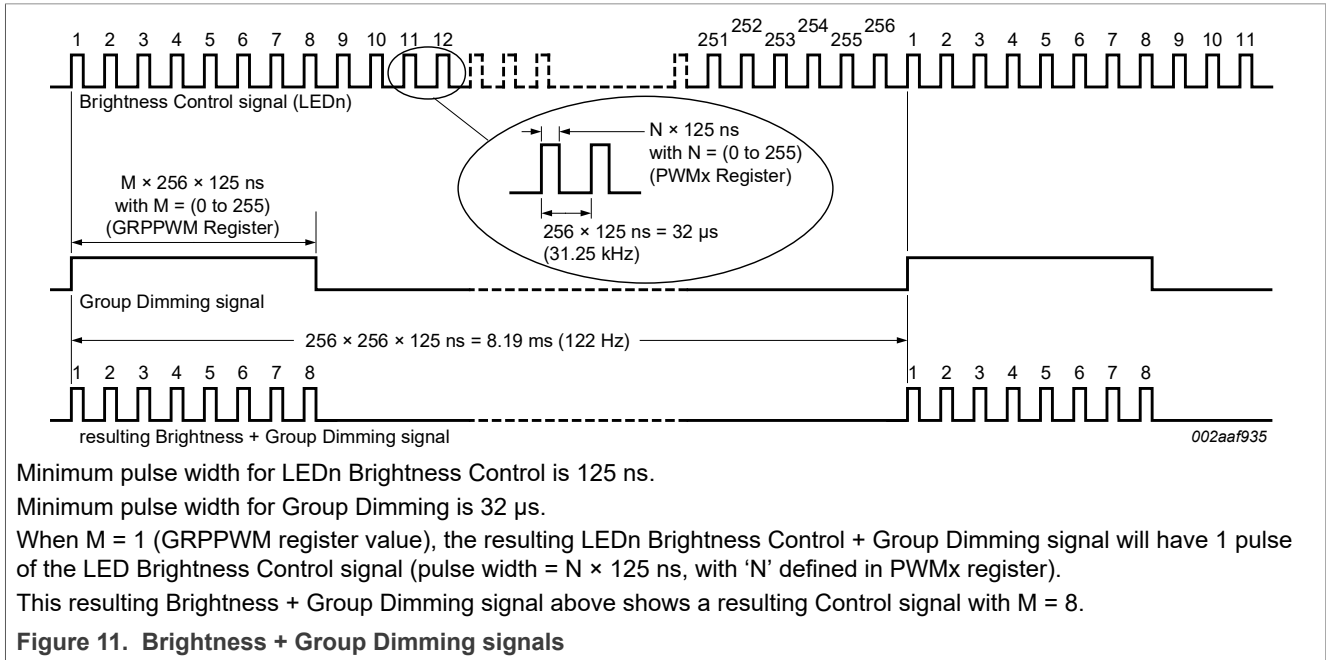 1 2 3 4 5 6 7 8 9 10 11 12 251 252 253 254 255 256 1 2 3 4 5 6 7 8 9 10 11
Brightness Control signal (LEDn)
N × 125 ns
with N = (0 to 255)
(PWMx Register)
M × 256 × 125 ns
with M = (0 to 255)
(GRPPWM Register)
256 × 125 ns = 32 µs
(31.25 kHz)
Group Dimming signal
256 × 256 × 125 ns = 8.19 ms (122 Hz)
1 2 3 4 5 6 7 8 1 2 3 4 5 6 7 8
resulting Brightness + Group Dimming signal
002aaf935
Minimum pulse width for LEDn Brightness Control is 125 ns.
Minimum pulse width for Group Dimming is 32 µs.
When M = 1 (GRPPWM register value), the resulting LEDn Brightness Control + Group Dimming signal will have 1 pulse
of the LED Brightness Control signal (pulse width = N × 125 ns, with ‘N’ defined in PWMx register).
This resulting Brightness + Group Dimming signal above shows a resulting Control signal with M = 8.
Figure 11. Brightness + Group Dimming signals